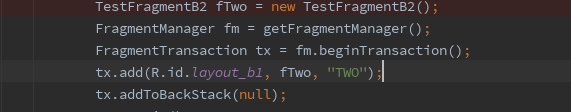 TestFragmentB2 fTwo = new TestFragmentB2();
FragmentManager fm = getFragmentManager();
FragmentTransaction tx = fm.beginTransaction();
tx.add(R.id.layout_b1, fTwo, "TWO");
tx.addToBackStack(null);